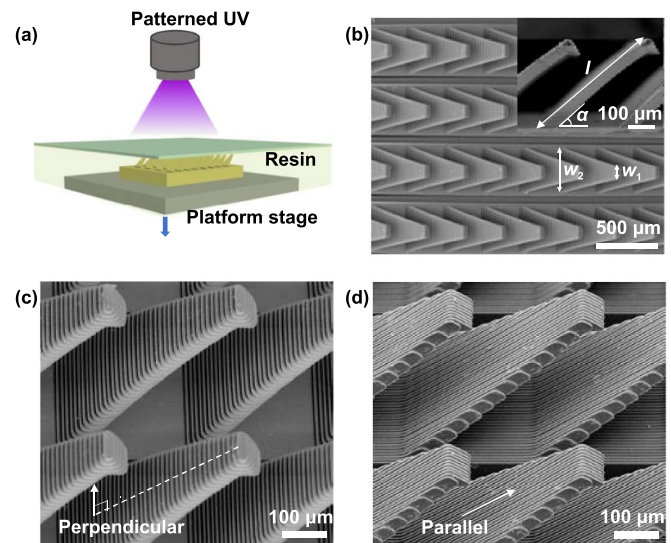 (a)
Patterned UV
Resin
Platform stage
(b)
l
α
100 μm
w2
w1
500 μm
(c)
Perpendicular
100 μm
(d)
Parallel
100 μm